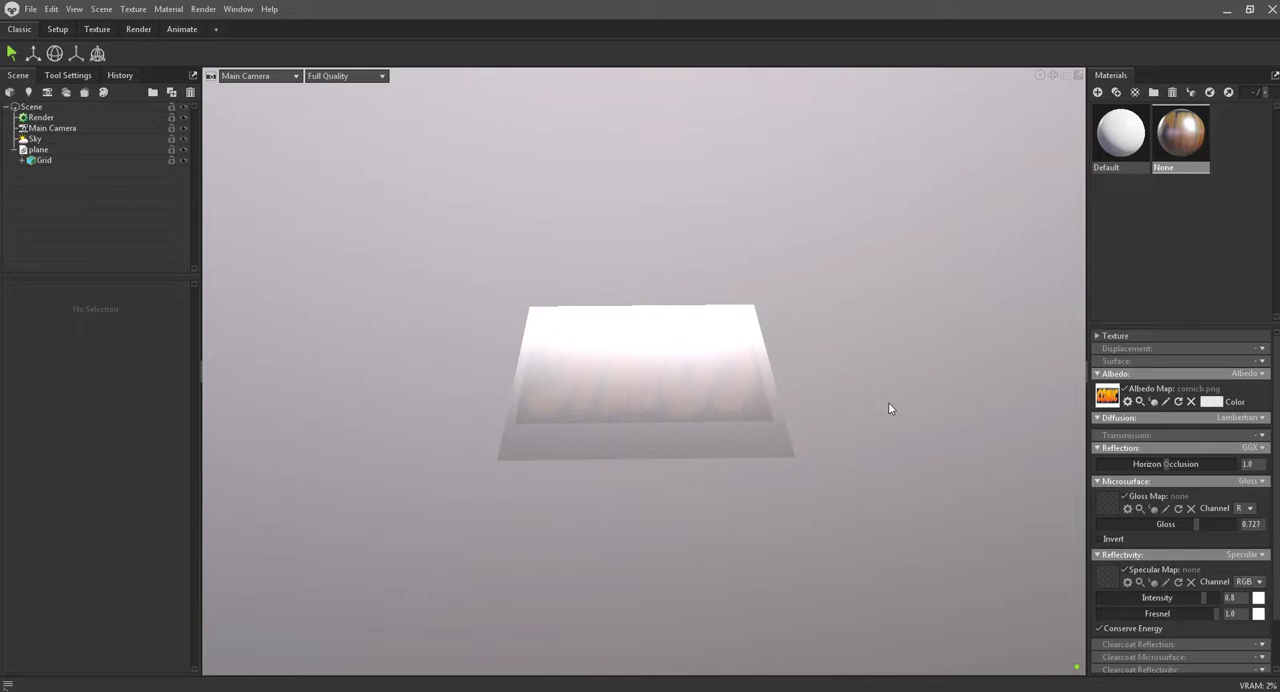 File Edit View Scene Texture Material Render Window Help
Classic Setup Texture Render Animate +
Scene Tool Settings History
Main Camera Full Quality
Materials
Scene
Render
Main Camera
Sky
plane
Grid
No Selection
Default None
Texture
Displacement:
Surface:
Albedo: Albedo
Albedo Map: comicb.png
Color
Diffusion: Lambertian
Transmission:
Reflection: GGX
Horizon Occlusion 1.0
Microsurface: Gloss
Gloss Map: none
Channel R
Gloss 0.727
Invert
Reflectivity: Specular
Specular Map: none
Channel RGB
Intensity 0.8
Fresnel 1.0
Conserve Energy
Clearcoat Reflection:
Clearcoat Microsurface:
Clearcoat Reflectivity:
VRAM: 2%